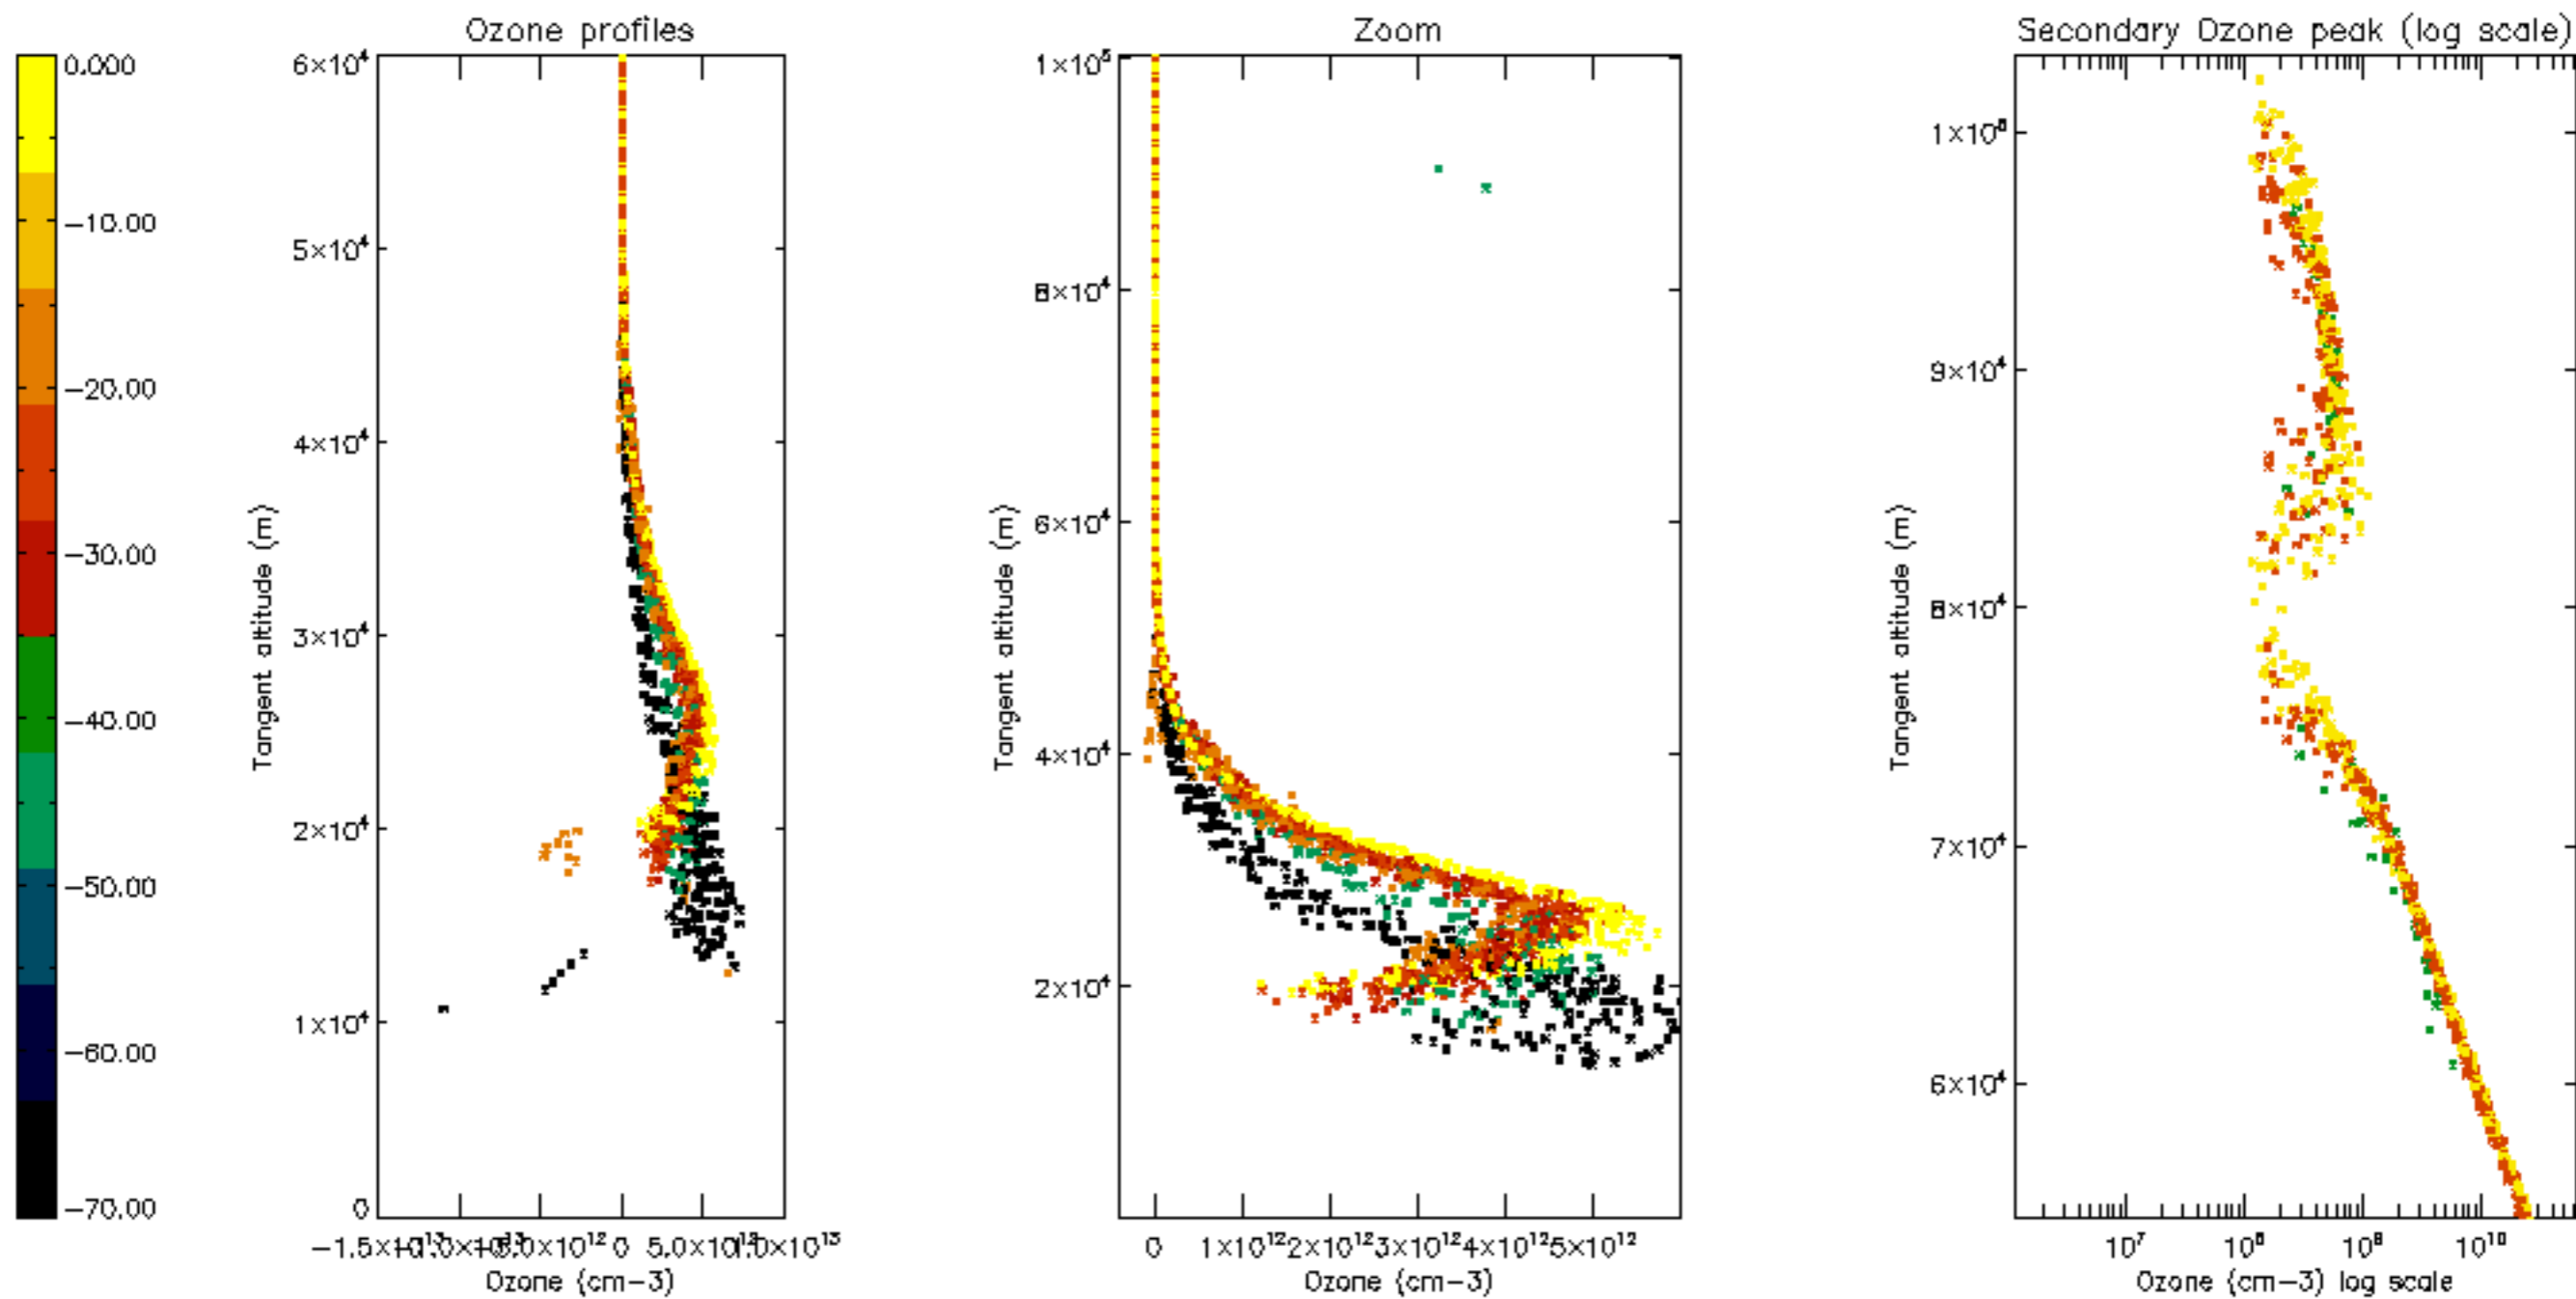 Ozone profiles
Zoom
Secondary Ozone peak (log scale)
0.000
-10.00
-20.00
-30.00
-40.00
-50.00
-60.00
-70.00
6×10⁴
5×10⁴
4×10⁴
3×10⁴
2×10⁴
1×10⁴
0
Tangent altitude (m)
0 5.0×10¹²
Ozone (cm-3)
1×10⁵
8×10⁴
6×10⁴
4×10⁴
2×10⁴
Tangent altitude (m)
0 1×10¹² 2×10¹² 3×10¹² 4×10¹² 5×10¹²
Ozone (cm-3)
9×10⁴
8×10⁴
7×10⁴
6×10⁴
Tangent altitude (m)
10⁷ 10⁸ 10⁹ 10¹⁰
Ozone (cm-3) log scale